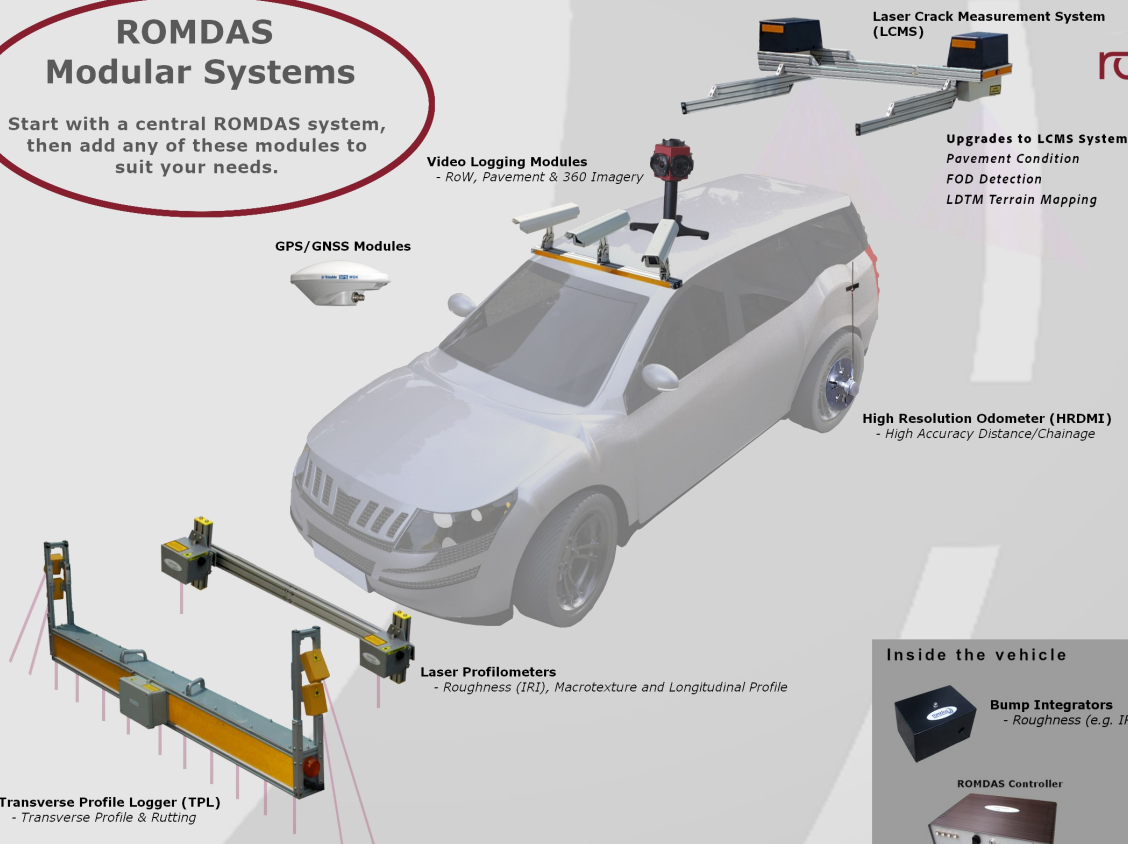 ROMDAS
Modular Systems
Start with a central ROMDAS system,
then add any of these modules to
suit your needs.
Laser Crack Measurement System
(LCMS)
Upgrades to LCMS System
Pavement Condition
FOD Detection
LDTM Terrain Mapping
Video Logging Modules
- RoW, Pavement & 360 Imagery
GPS/GNSS Modules
High Resolution Odometer (HRDMI)
- High Accuracy Distance/Chainage
Laser Profilometers
- Roughness (IRI), Macrotexture and Longitudinal Profile
Transverse Profile Logger (TPL)
- Transverse Profile & Rutting
Inside the vehicle
Bump Integrators
- Roughness (e.g.
ROMDAS Controller